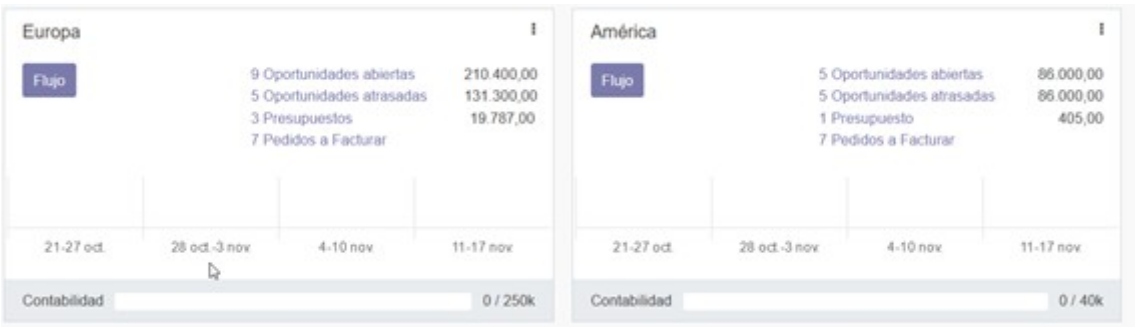 Europa
Flujo
9 Oportunidades abiertas 210.400,00
5 Oportunidades atrasadas 131.300,00
3 Presupuestos 19.787,00
7 Pedidos a Facturar
21-27 oct. 28 oct.-3 nov. 4-10 nov. 11-17 nov.
Contabilidad 0 / 250k
América
Flujo
5 Oportunidades abiertas 86.000,00
5 Oportunidades atrasadas 86.000,00
1 Presupuesto 405,00
7 Pedidos a Facturar
21-27 oct. 28 oct.-3 nov. 4-10 nov. 11-17 nov.
Contabilidad 0 / 40k